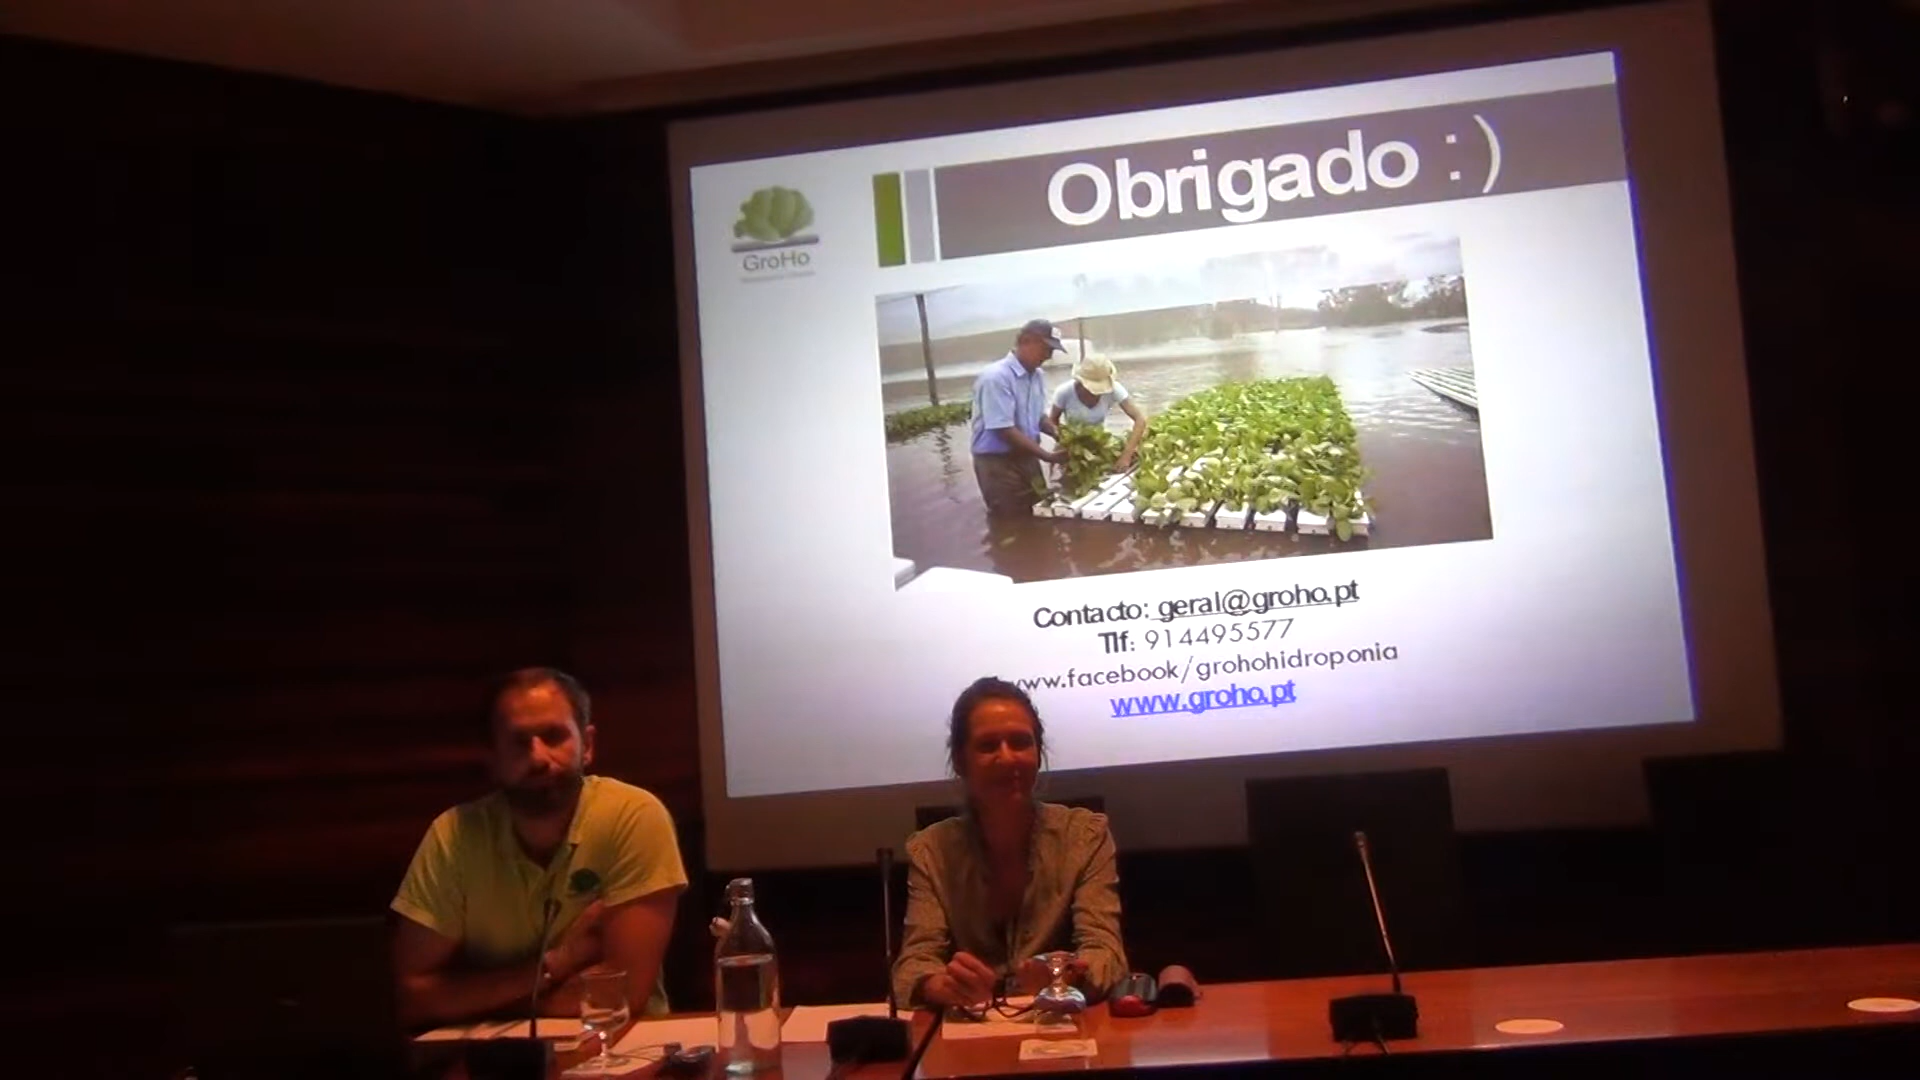 Obrigado :)
GroHo
Contacto: geral@groho.pt
Tlf: 914495577
www.facebook/grohohidroponia
www.groho.pt